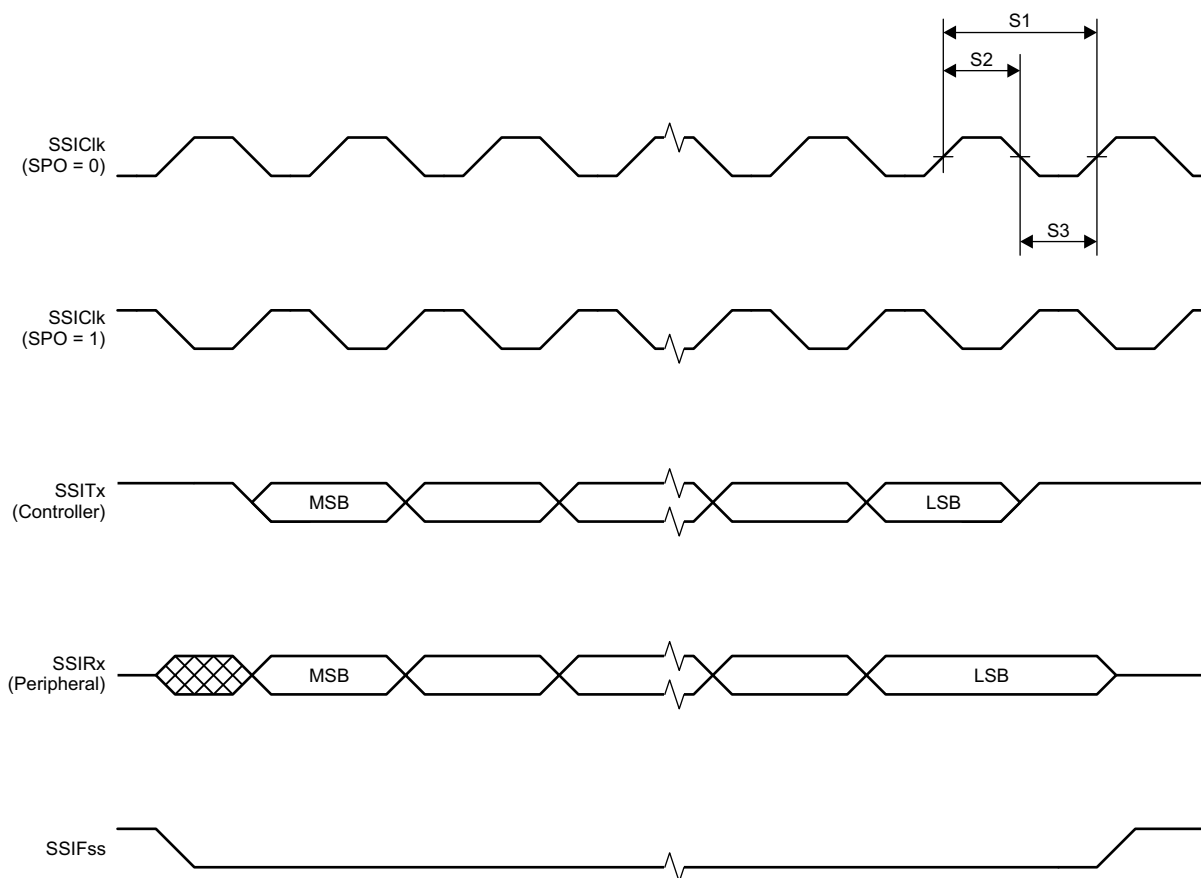 S1
S2
SSIClk
(SPO = 0)
S3
SSIClk
(SPO = 1)
SSITx
(Controller)
MSB
LSB
SSIRx
(Peripheral)
MSB
LSB
SSIFss